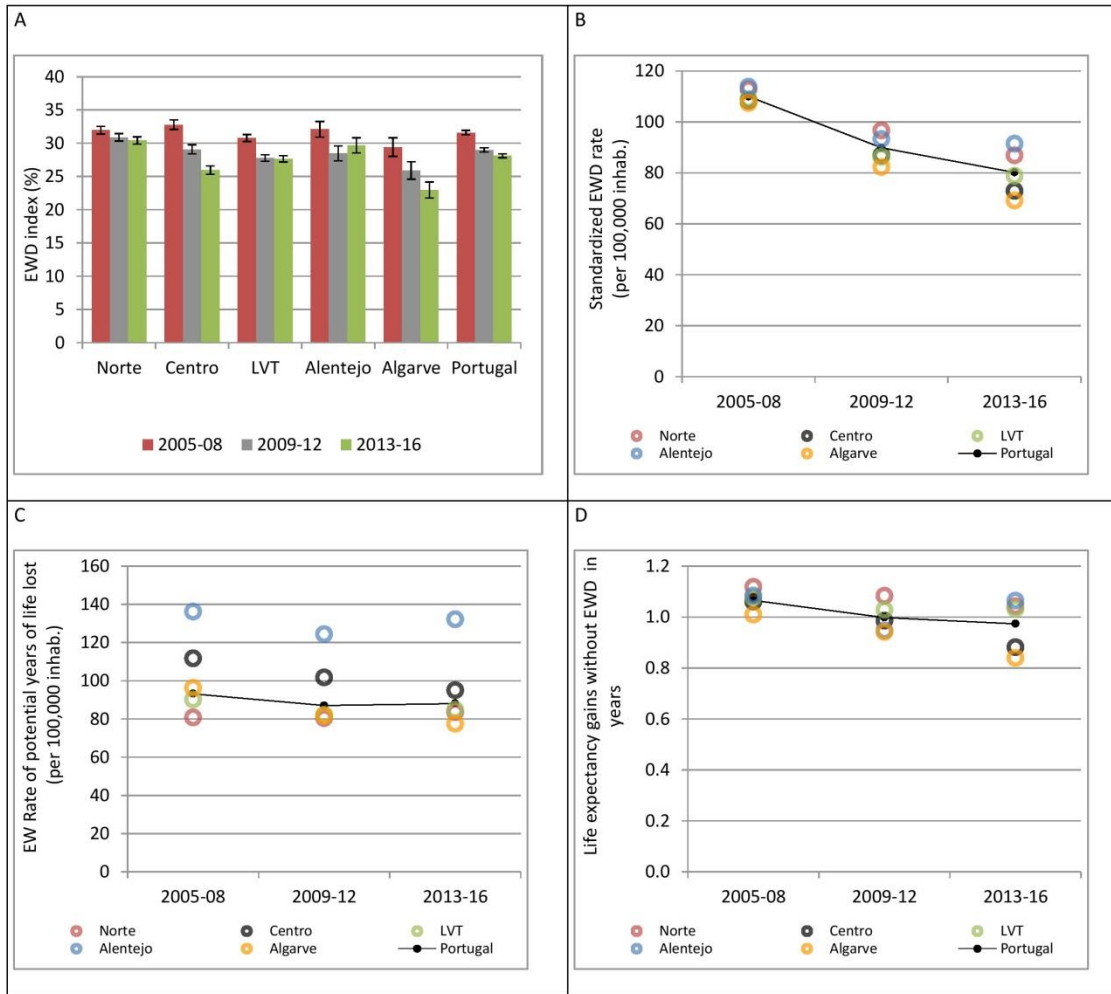 A
EWD index (%)
40
35
30
25
20
15
10
5
0
Norte Centro LVT Alentejo Algarve Portugal
2005-08 2009-12 2013-16
B
Standardized EWD rate
(per 100,000 inhab.)
120
100
80
60
40
20
0
2005-08 2009-12 2013-16
Norte Centro LVT
Alentejo Algarve Portugal
C
EW Rate of potential years of life lost
(per 100,000 inhab.)
160
140
120
100
80
60
40
20
0
2005-08 2009-12 2013-16
Norte Centro LVT
Alentejo Algarve Portugal
D
Life expectancy gains without EWD in
years
1.2
1.0
0.8
0.6
0.4
0.2
0.0
2005-08 2009-12 2013-16
Norte Centro LVT
Alentejo Algarve Portugal